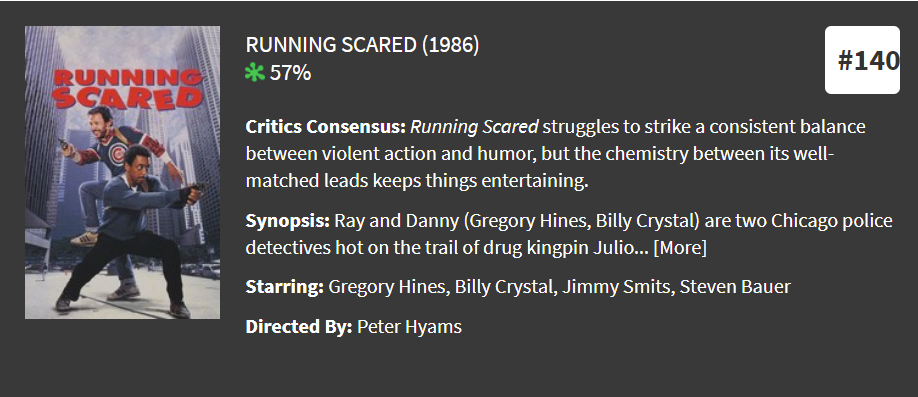 RUNNING
SCARED
RUNNING SCARED (1986)
57%
#140
Critics Consensus: Running Scared struggles to strike a consistent balance
between violent action and humor, but the chemistry between its well-
matched leads keeps things entertaining.
Synopsis: Ray and Danny (Gregory Hines, Billy Crystal) are two Chicago police
detectives hot on the trail of drug kingpin Julio... [More]
Starring: Gregory Hines, Billy Crystal, Jimmy Smits, Steven Bauer
Directed By: Peter Hyams